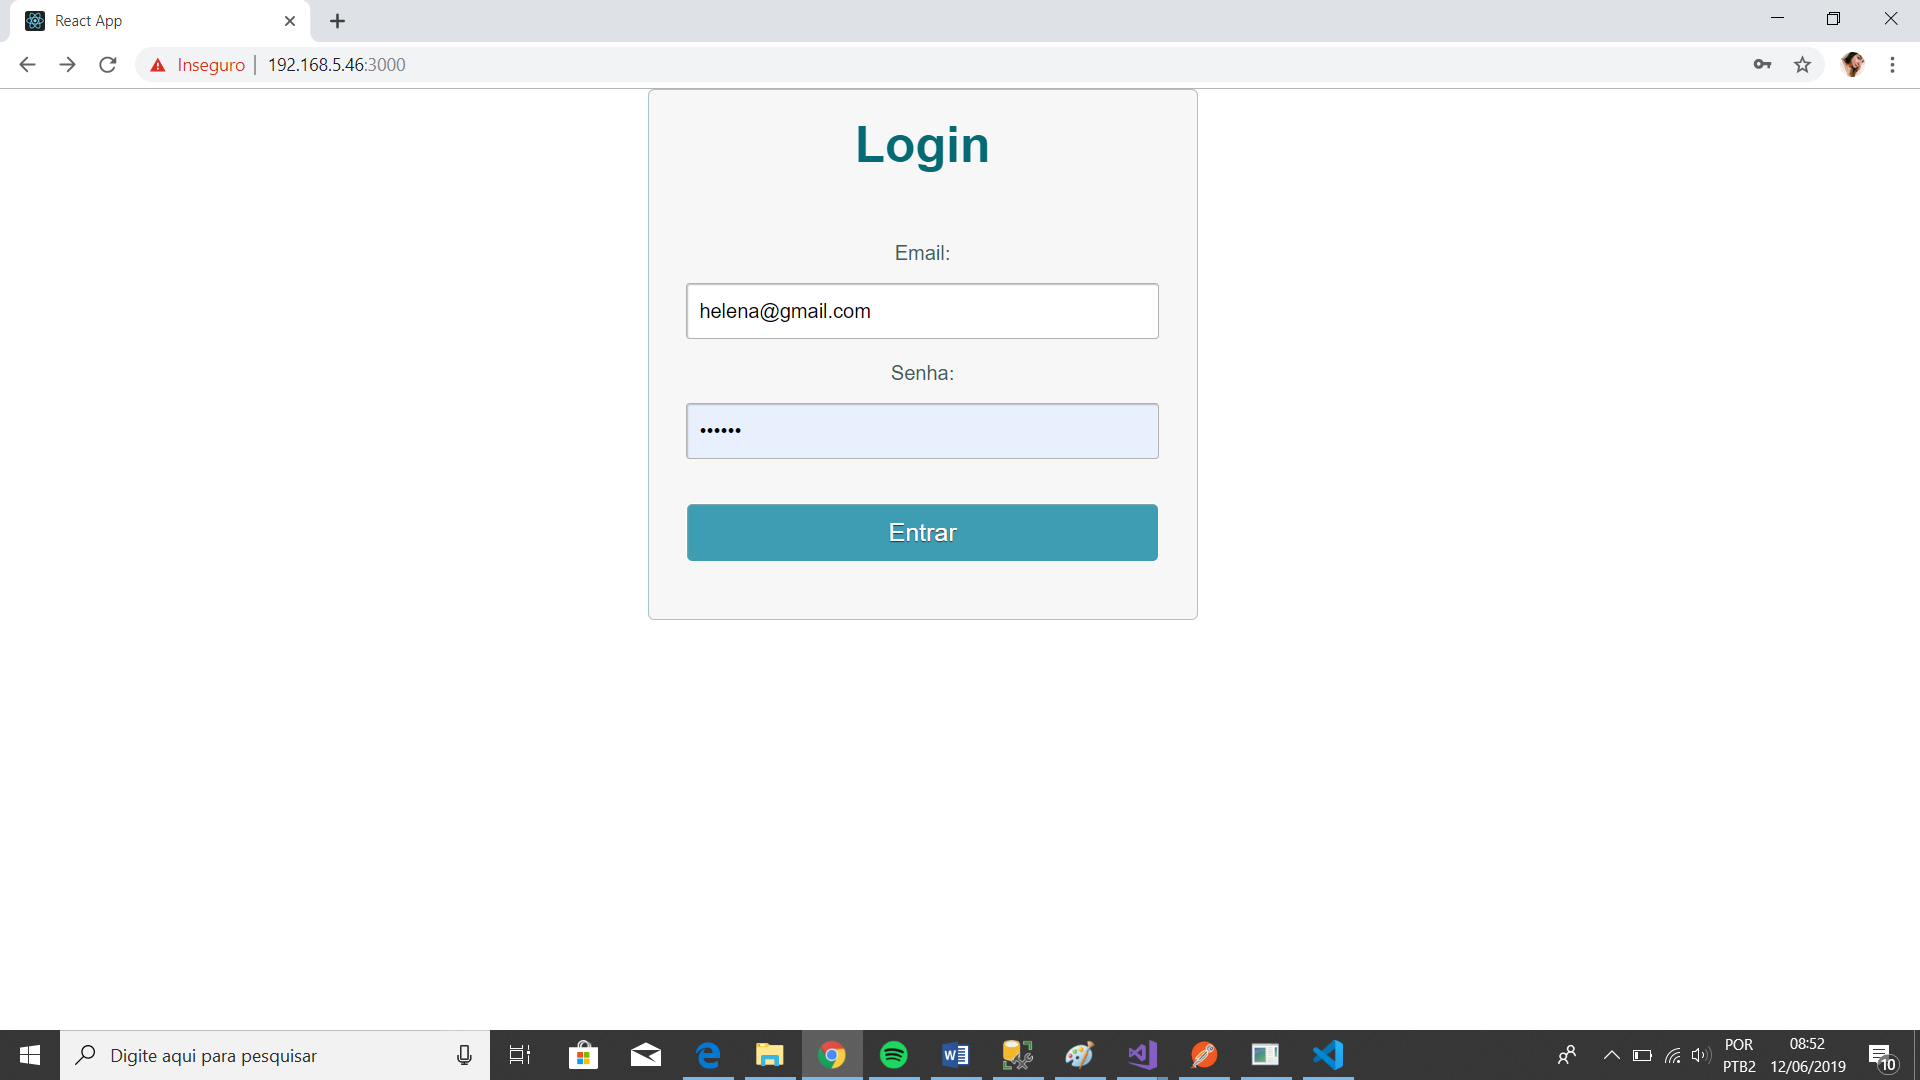 React App
Inseguro | 192.168.5.46:3000
Login
Email:
helena@gmail.com
Senha:
••••••
Entrar
Digite aqui para pesquisar
POR
PTB2
08:52
12/06/2019
10